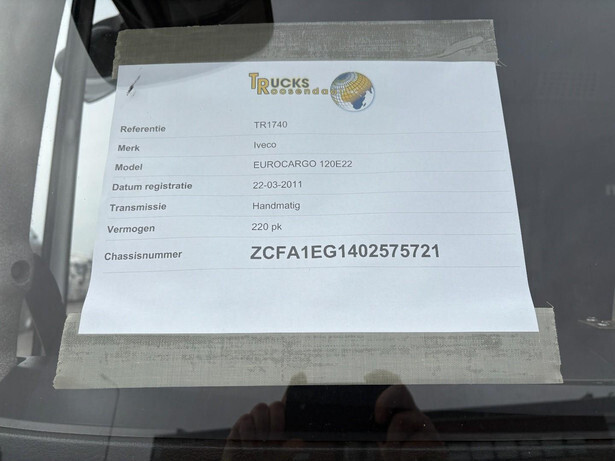 TRUCKS
Roosendaal
Referentie TR1740
Merk Iveco
Model EUROCARGO 120E22
Datum registratie 22-03-2011
Transmissie Handmatig
Vermogen 220 pk
Chassisnummer ZCFA1EG1402575721